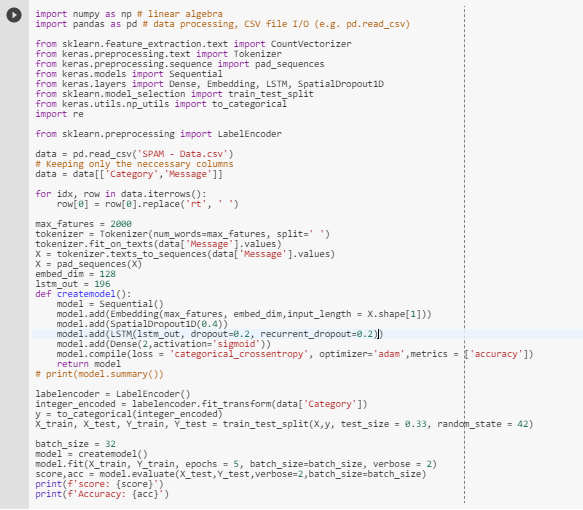 import numpy as np # linear algebra
import pandas as pd # data processing, CSV file I/O (e.g. pd.read_csv)

from sklearn.feature_extraction.text import CountVectorizer
from keras.preprocessing.text import Tokenizer
from keras.preprocessing.sequence import pad_sequences
from keras.models import Sequential
from keras.layers import Dense, Embedding, LSTM, SpatialDropout1D
from sklearn.model_selection import train_test_split
from keras.utils.np_utils import to_categorical
import re

from sklearn.preprocessing import LabelEncoder

data = pd.read_csv('SPAM - Data.csv')
# Keeping only the neccessary columns
data = data[['Category','Message']]

for idx, row in data.iterrows():
    row[0] = row[0].replace('rt', ' ')

max_fatures = 2000
tokenizer = Tokenizer(num_words=max_fatures, split=' ')
tokenizer.fit_on_texts(data['Message'].values)
X = tokenizer.texts_to_sequences(data['Message'].values)
X = pad_sequences(X)
embed_dim = 128
lstm_out = 196
def createmodel():
    model = Sequential()
    model.add(Embedding(max_fatures, embed_dim,input_length = X.shape[1]))
    model.add(SpatialDropout1D(0.4))
    model.add(LSTM(lstm_out, dropout=0.2, recurrent_dropout=0.2))
    model.add(Dense(2,activation='sigmoid'))
    model.compile(loss = 'categorical_crossentropy', optimizer='adam',metrics = ['accuracy'])
    return model
# print(model.summary())

labelencoder = LabelEncoder()
integer_encoded = labelencoder.fit_transform(data['Category'])
y = to_categorical(integer_encoded)
X_train, X_test, Y_train, Y_test = train_test_split(X,y, test_size = 0.33, random_state = 42)

batch_size = 32
model = createmodel()
model.fit(X_train, Y_train, epochs = 5, batch_size=batch_size, verbose = 2)
score,acc = model.evaluate(X_test,Y_test,verbose=2,batch_size=batch_size)
print(f'score: {score}')
print(f'Accuracy: {acc}')